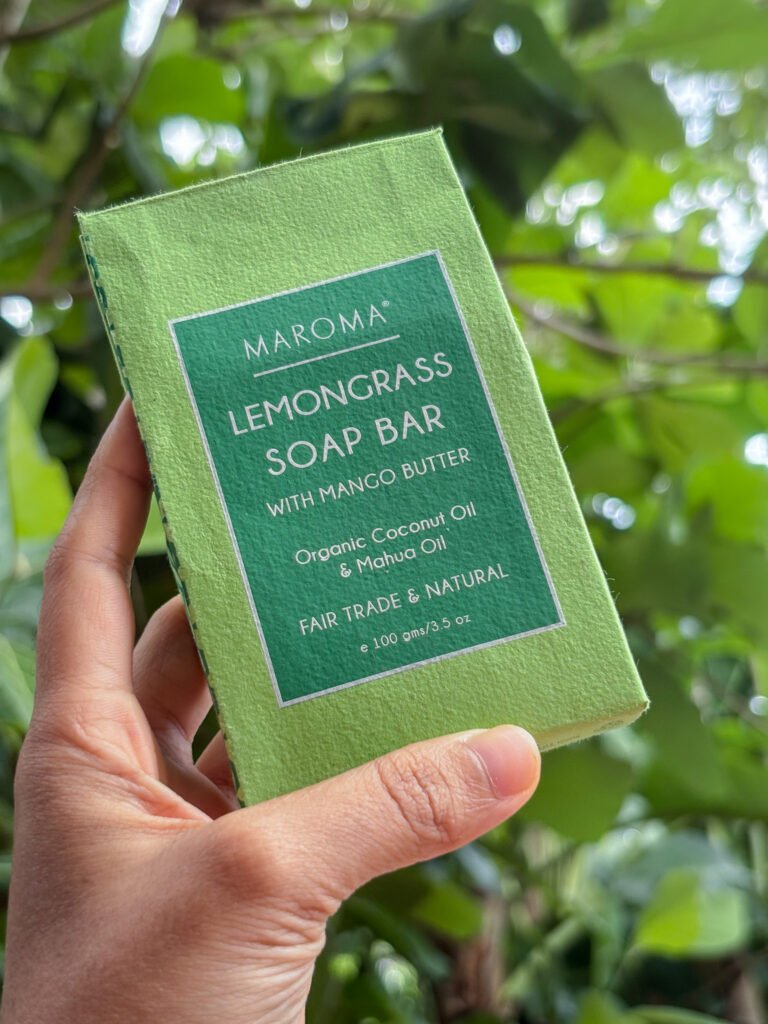 MAROMA®
LEMONGRASS
SOAP BAR
WITH MANGO BUTTER
Organic Coconut Oil
& Mahua Oil
FAIR TRADE & NATURAL
e 100 gms/3.5 oz